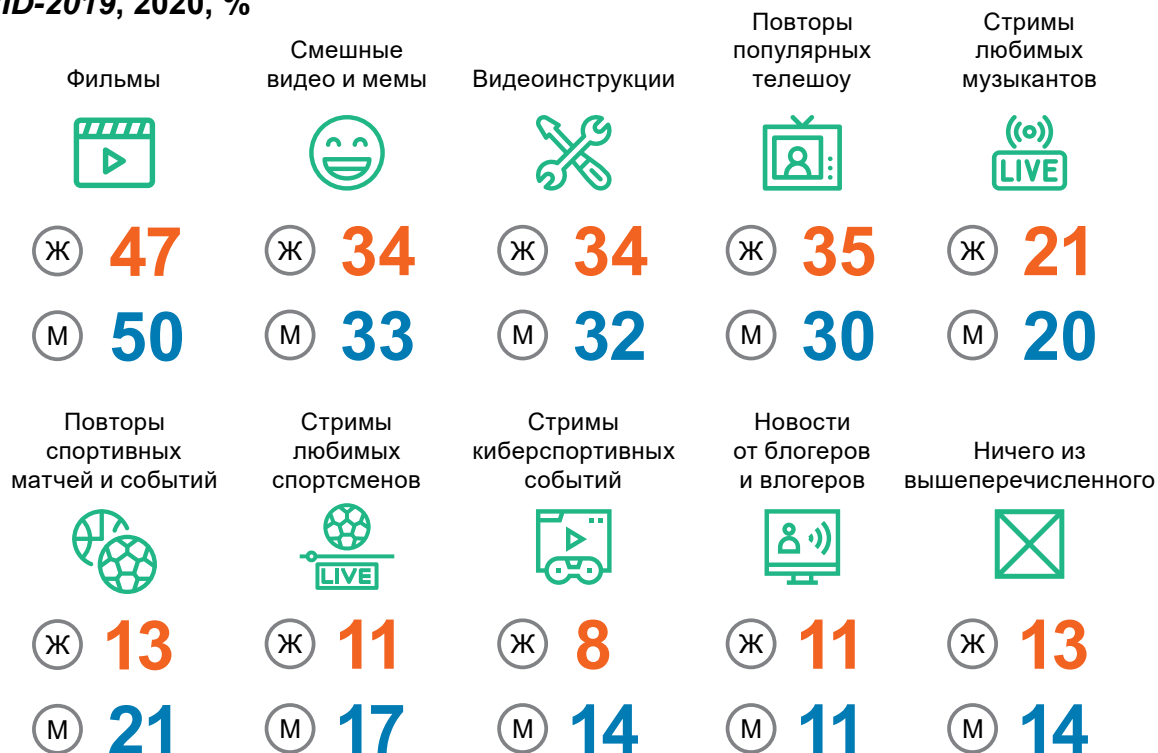 ID-2019, 2020, %
Фильмы
Смешные
видео и мемы
Видеоинструкции
Повторы
популярных
телешоу
Стримы
любимых
музыкантов
LIVE
Ж 47
Ж 34
Ж 34
Ж 35
Ж 21
М 50
М 33
М 32
М 30
М 20
Повторы
спортивных
матчей и событий
Стримы
любимых
спортсменов
Стримы
киберспортивных
событий
Новости
от блогеров
и влогеров
Ничего из
вышеперечисленного
LIVE
Ж 13
Ж 11
Ж 8
Ж 11
Ж 13
М 21
М 17
М 14
М 11
М 14